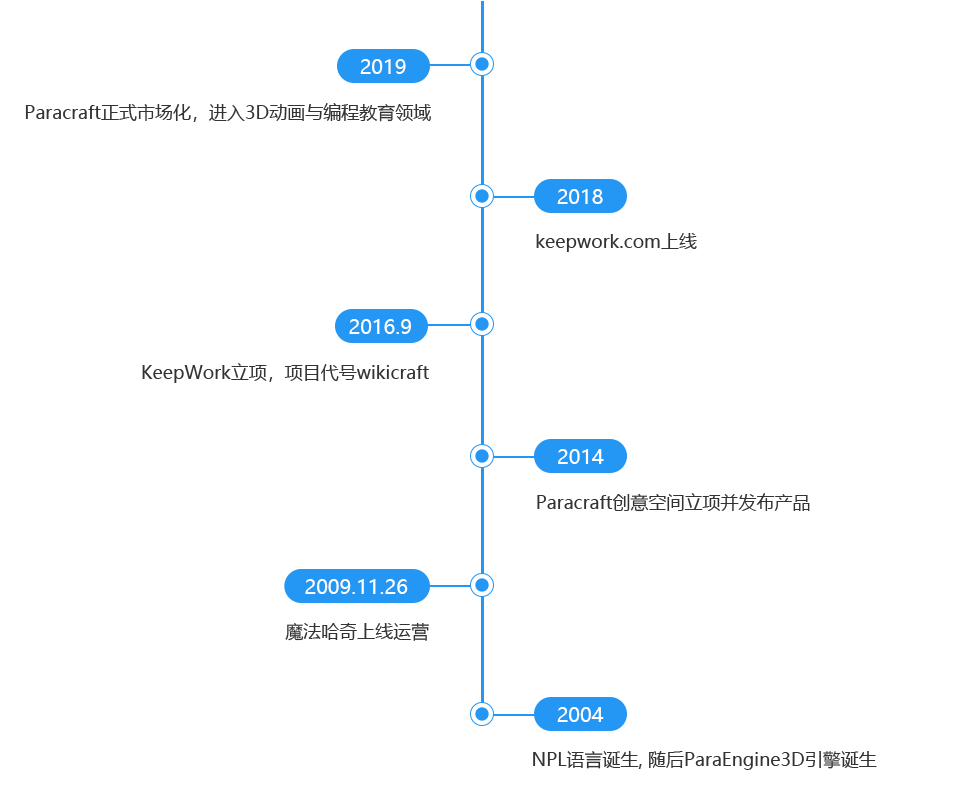 2019
Paracraft正式市场化，进入3D动画与编程教育领域
2018
keepwork.com上线
2016.9
KeepWork立项，项目代号wikicraft
2014
Paracraft创意空间立项并发布产品
2009.11.26
魔法哈奇上线运营
2004
NPL语言诞生, 随后ParaEngine3D引擎诞生